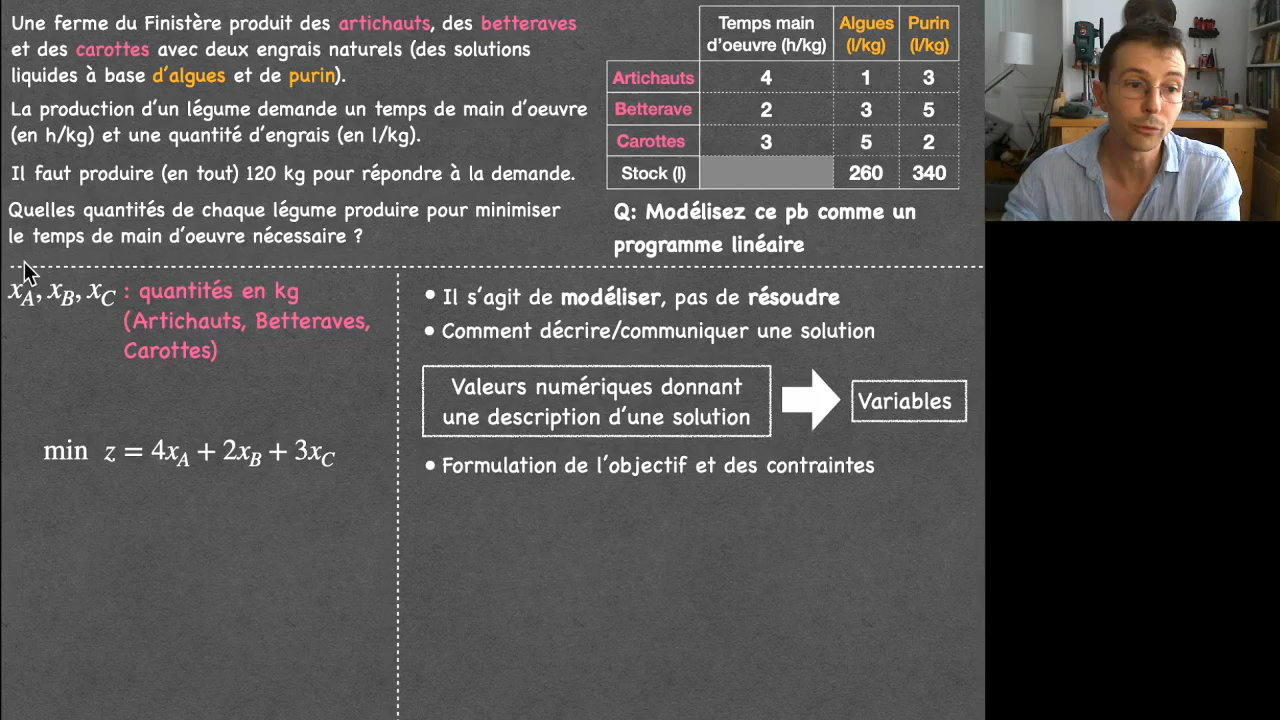 Une ferme du Finistère produit des artichauts, des betteraves
et des carottes avec deux engrais naturels (des solutions
liquides à base d'algues et de purin).
La production d'un légume demande un temps de main d'oeuvre
(en h/kg) et une quantité d'engrais (en l/kg).
Il faut produire (en tout) 120 kg pour répondre à la demande.
Quelles quantités de chaque légume produire pour minimiser
le temps de main d'oeuvre nécessaire ?
Temps main d'oeuvre (h/kg) Algues (l/kg) Purin (l/kg)
Artichauts 4 1 3
Betterave 2 3 5
Carottes 3 5 2
Stock (l) 260 340
Q: Modélisez ce pb comme un
programme linéaire
x_A, x_B, x_C : quantités en kg
(Artichauts, Betteraves,
Carottes)
min z = 4x_A + 2x_B + 3x_C
• Il s'agit de modéliser, pas de résoudre
• Comment décrire/communiquer une solution
Valeurs numériques donnant
une description d'une solution
Variables
• Formulation de l'objectif et des contraintes